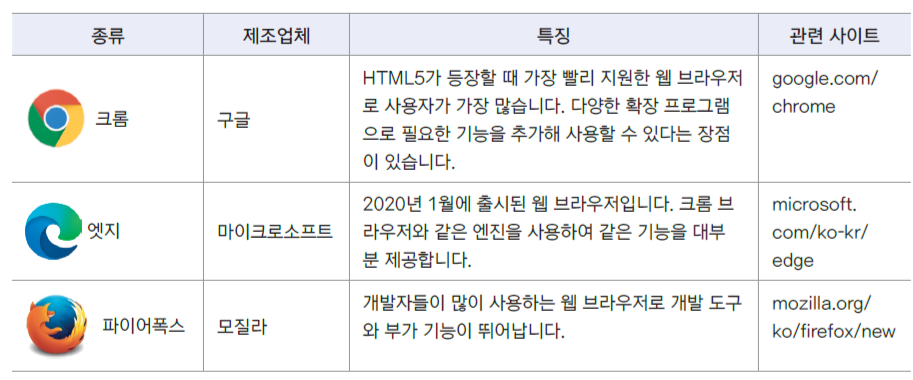 종류 제조업체 특징 관련 사이트
크롬 구글 HTML5가 등장할 때 가장 빨리 지원한 웹 브라우저
로 사용자가 가장 많습니다. 다양한 확장 프로그램
으로 필요한 기능을 추가해 사용할 수 있다는 장점
이 있습니다.
google.com/
chrome
엣지 마이크로소프트 2020년 1월에 출시된 웹 브라우저입니다. 크롬 브
라우저와 같은 엔진을 사용하여 같은 기능을 대부
분 제공합니다.
microsoft.
com/ko-kr/
edge
파이어폭스 모질라 개발자들이 많이 사용하는 웹 브라우저로 개발 도구
와 부가 기능이 뛰어납니다.
mozilla.org/
ko/firefox/new